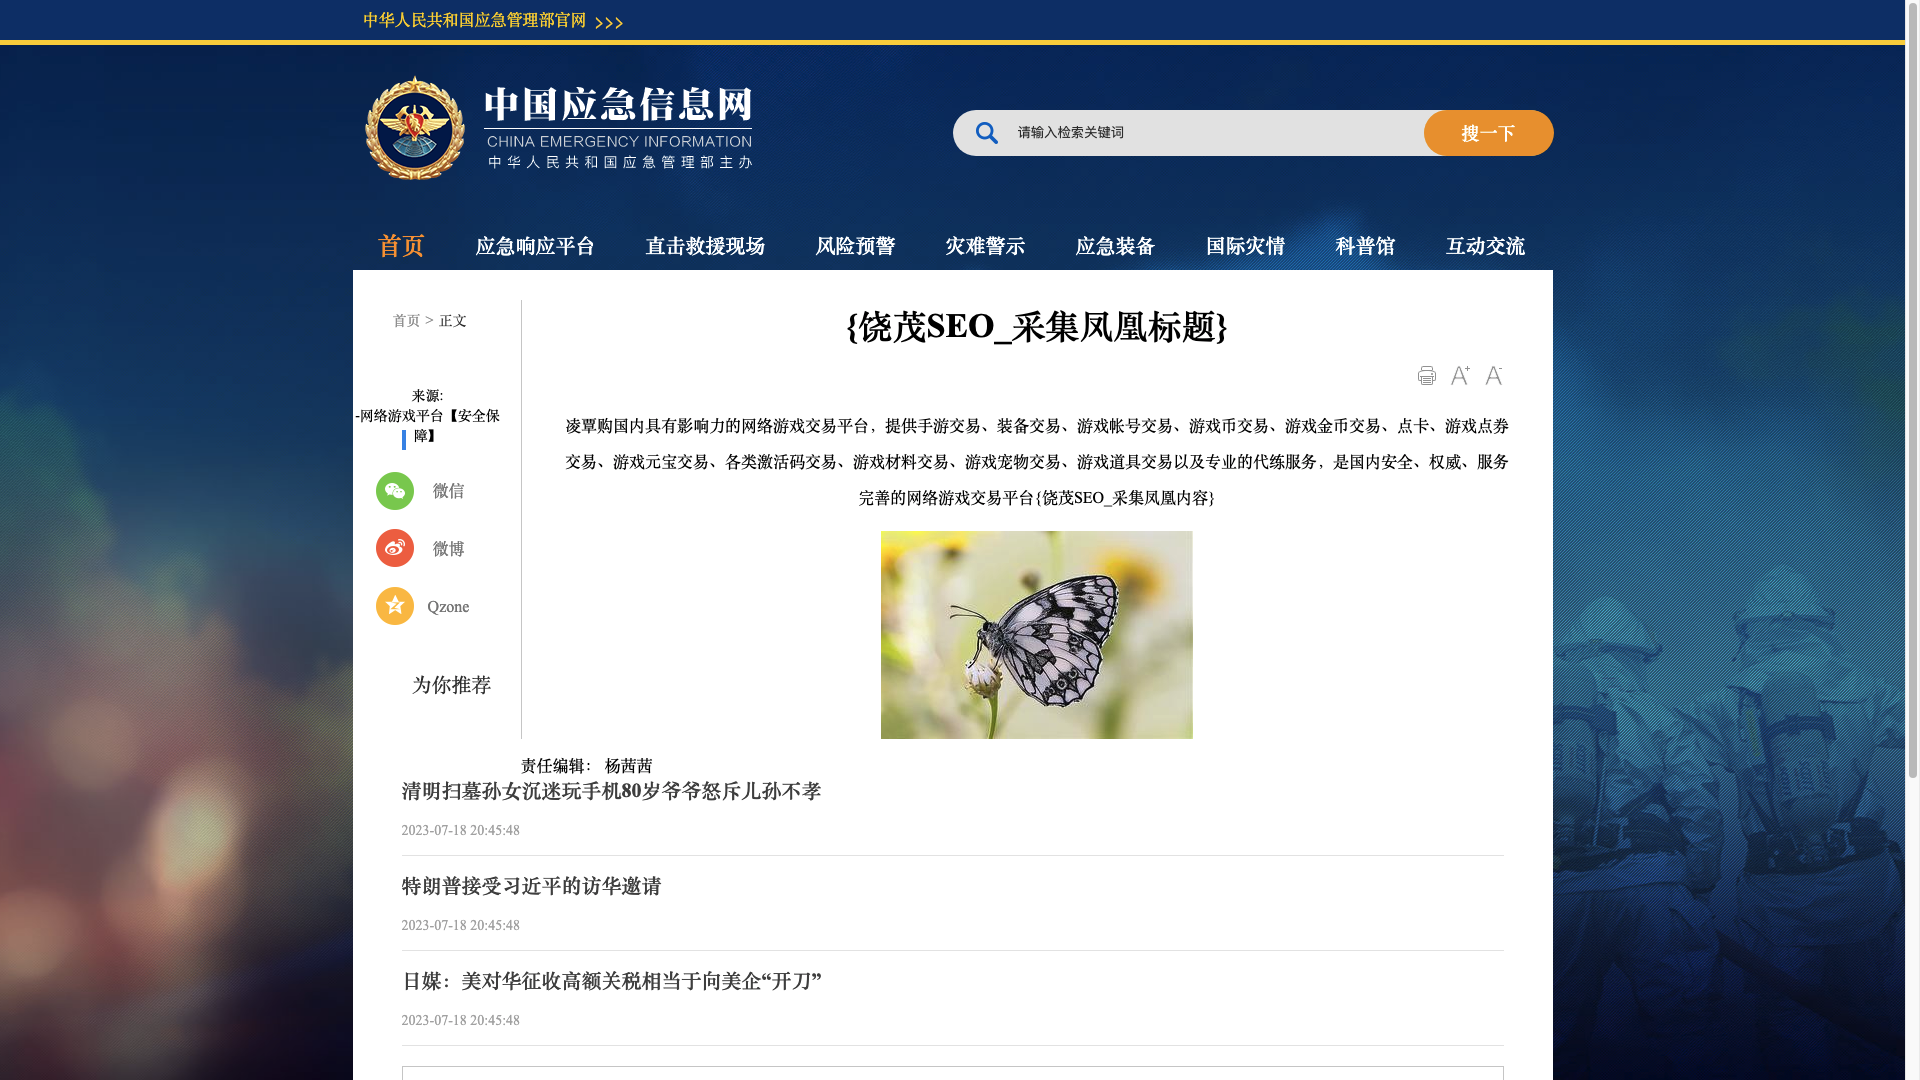 中华人民共和国应急管理部官网 >>>
中国应急信息网
CHINA EMERGENCY INFORMATION
中华人民共和国应急管理部主办
请输入检索关键词
搜一下
首页
应急响应平台
直击救援现场
风险预警
灾难警示
应急装备
国际灾情
科普馆
互动交流
首页 > 正文
{饶茂SEO_采集凤凰标题}
A+ A-
来源:
-网络游戏平台【安全保
障】
凌覃购国内具有影响力的网络游戏交易平台，提供手游交易、装备交易、游戏帐号交易、游戏币交易、游戏金币交易、点卡、游戏点券
交易、游戏元宝交易、各类激活码交易、游戏材料交易、游戏宠物交易、游戏道具交易以及专业的代练服务，是国内安全、权威、服务
完善的网络游戏交易平台{饶茂SEO_采集凤凰内容}
微信
微博
Qzone
为你推荐
责任编辑： 杨茜茜
清明扫墓孙女沉迷玩手机80岁爷爷怒斥儿孙不孝
2023-07-18 20:45:48
特朗普接受习近平的访华邀请
2023-07-18 20:45:48
日媒：美对华征收高额关税相当于向美企“开刀”
2023-07-18 20:45:48